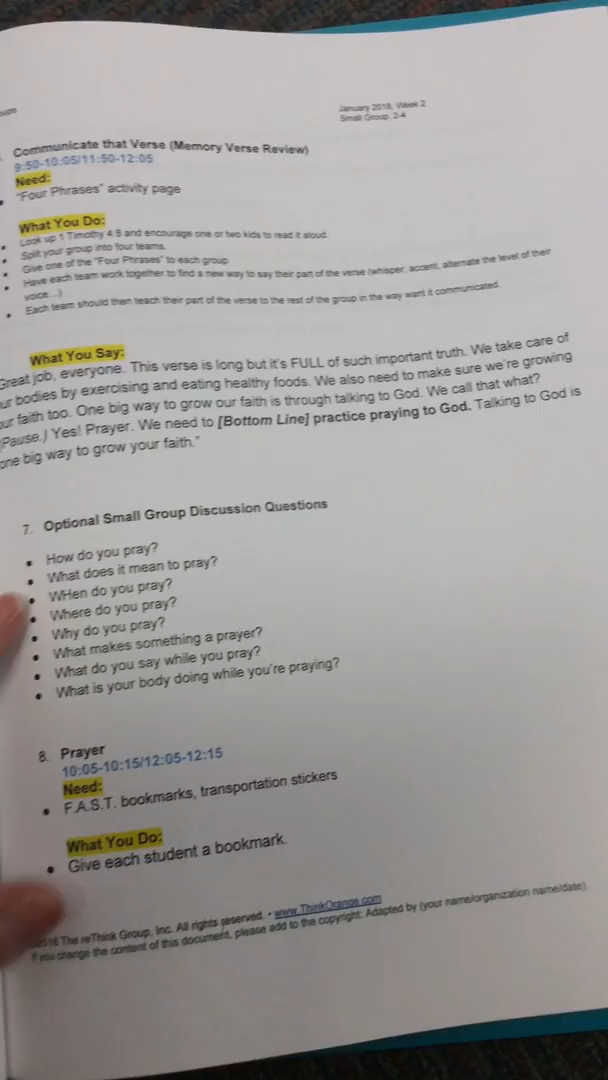 January 2018, Week 2
Small Group, 2-4
Communicate that Verse (Memory Verse Review)
9:50-10:05/11:50-12:05
Need:
• "Four Phrases" activity page
What You Do:
• Look up 1 Timothy 4:8 and encourage one or two kids to read it aloud.
• Split your group into four teams.
• Give one of the "Four Phrases" to each group.
• Have each team work together to find a new way to say their part of the verse (whisper, accent, alternate the level of their
voice...)
• Each team should then teach their part of the verse to the rest of the group in the way want it communicated.
What You Say:
Great job, everyone. This verse is long but it's FULL of such important truth. We take care of
ur bodies by exercising and eating healthy foods. We also need to make sure we're growing
our faith too. One big way to grow our faith is through talking to God. We call that what?
Pause.) Yes! Prayer. We need to [Bottom Line] practice praying to God. Talking to God is
one big way to grow your faith."
7. Optional Small Group Discussion Questions
• How do you pray?
• What does it mean to pray?
• WHen do you pray?
• Where do you pray?
• Why do you pray?
• What makes something a prayer?
• What do you say while you pray?
• What is your body doing while you're praying?
8. Prayer
10:05-10:15/12:05-12:15
Need:
• F.A.S.T. bookmarks, transportation stickers
What You Do:
• Give each student a bookmark.
The reThink Group, Inc. All rights reserved. • www.ThinkOrange.com
If you change the content of this document, please add to the copyright: Adapted by (your name/organization name/date).